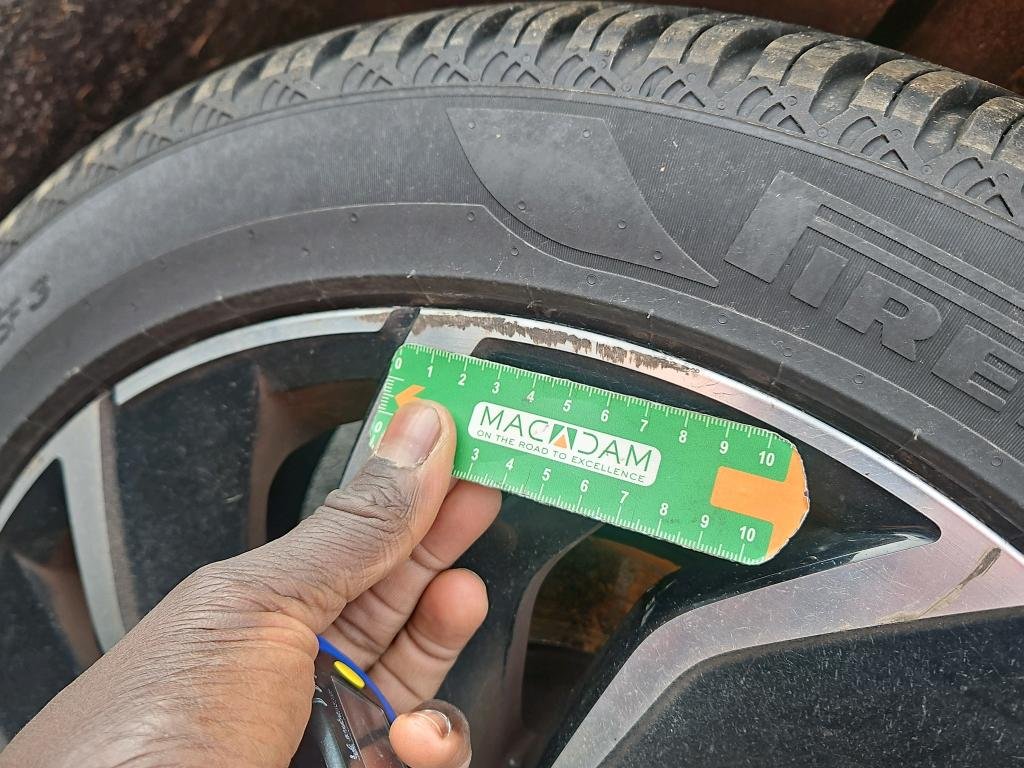 PIRE
0 1 2 3 4 5 6 7 8 9 10
MACADAM
ON THE ROAD TO EXCELLENCE
3 4 5 6 7 8 9 10